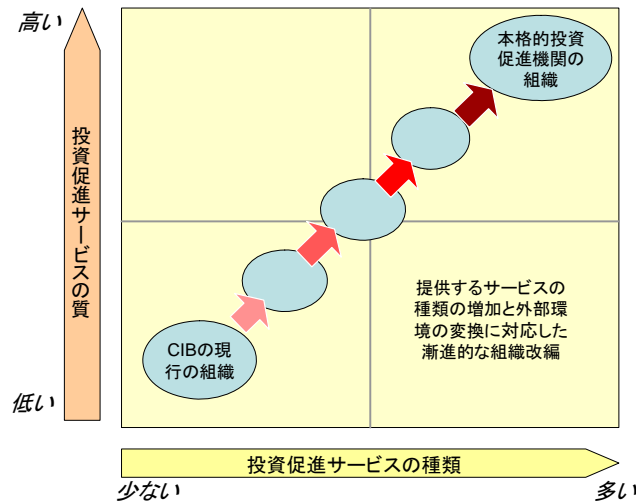 高い
本格的投資
促進機関の
組織
投資促進サービスの質
提供するサービスの
種類の増加と外部環
境の変換に対応した
漸進的な組織改編
CIBの現
行の組織
低い
投資促進サービスの種類
少ない
多い